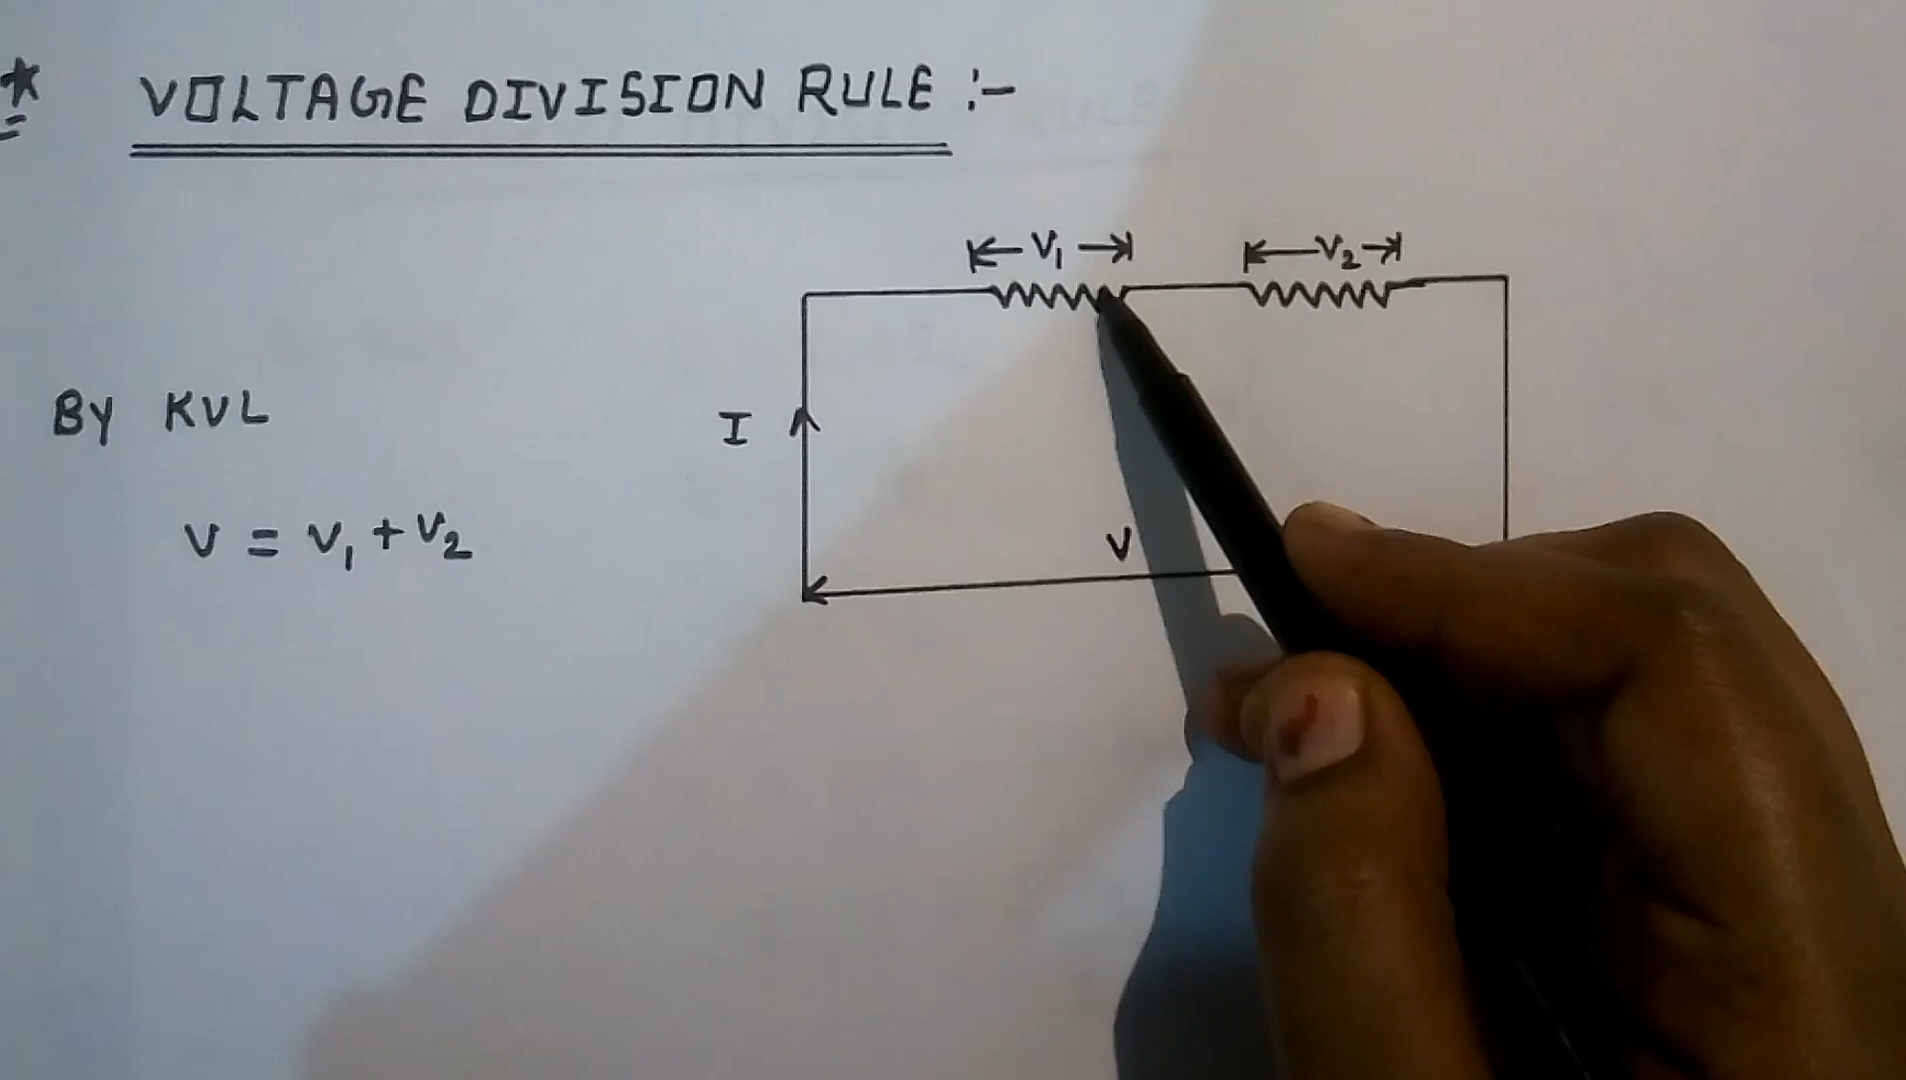 * VOLTAGE DIVISION RULE :-
V₁ V₂
BY KVL
I
V = V₁ + V₂
V